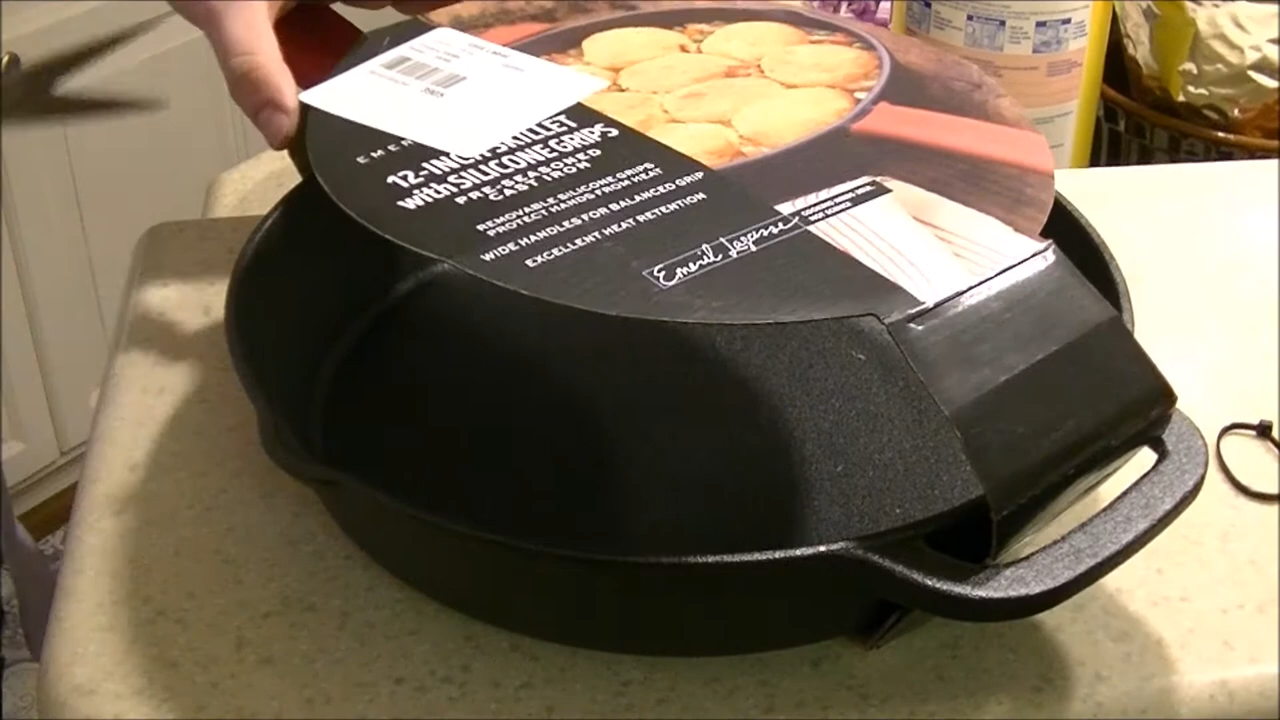 12-INCH SKILLET
with SILICONE GRIPS
PRE-SEASONED
CAST IRON
REMOVABLE SILICONE GRIPS
PROTECT HANDS FROM HEAT
WIDE HANDLES FOR BALANCED GRIP
EXCELLENT HEAT RETENTION
Emeril Lagasse